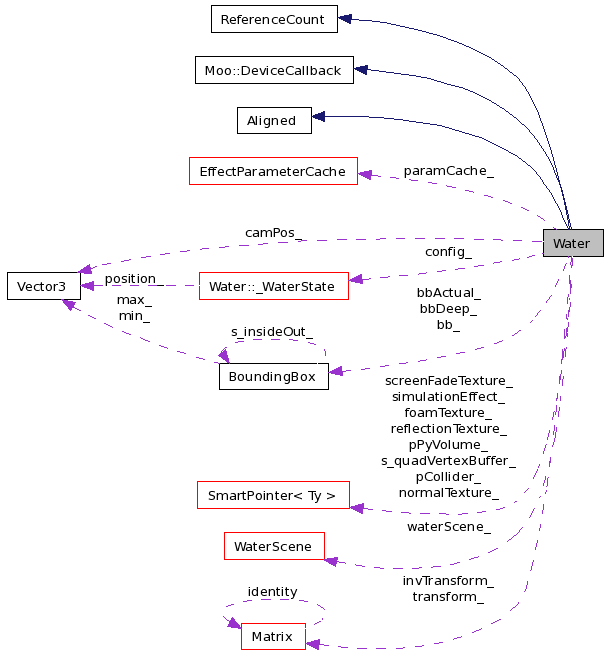 ReferenceCount
Moo::DeviceCallback
Aligned
EffectParameterCache
paramCache_
Water
camPos_
config_
Vector3
position_
Water::_WaterState
max_
min_
bbActual_
bbDeep_
bb_
s_insideOut_
BoundingBox
screenFadeTexture_
simulationEffect_
foamTexture_
reflectionTexture_
pPyVolume_
s_quadVertexBuffer_
pCollider_
normalTexture_
SmartPointer< Ty >
waterScene_
WaterScene
invTransform_
transform_
identity
Matrix